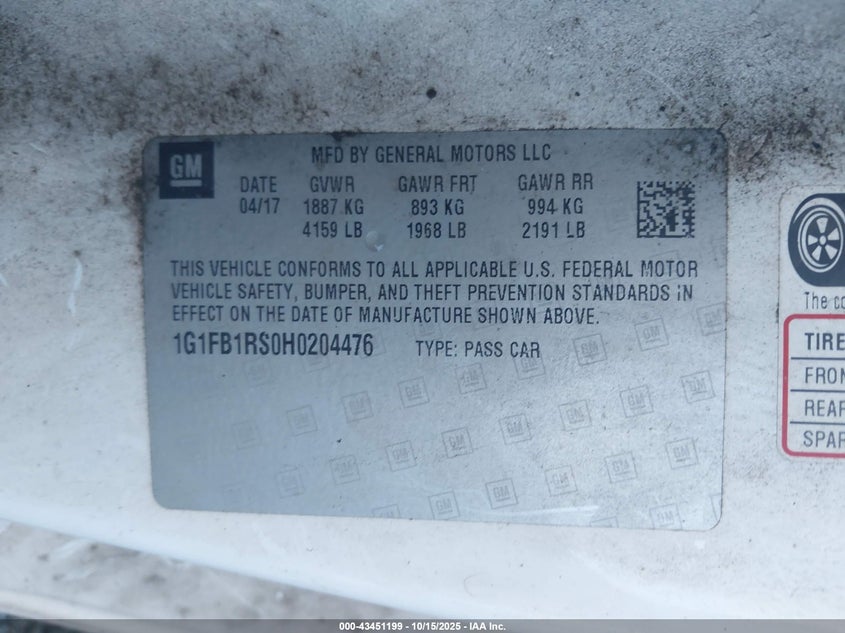 GM
MFD BY GENERAL MOTORS LLC
DATE GVWR GAWR FRT GAWR RR
04/17 1887 KG 893 KG 994 KG
4159 LB 1968 LB 2191 LB
THIS VEHICLE CONFORMS TO ALL APPLICABLE U.S. FEDERAL MOTOR
VEHICLE SAFETY, BUMPER, AND THEFT PREVENTION STANDARDS IN
EFFECT ON THE DATE OF MANUFACTURE SHOWN ABOVE.
1G1FB1RS0H0204476 TYPE: PASS CAR
The co
TIRE
FRON
REAR
SPAR
000-43451199 - 10/15/2025 - IAA Inc.